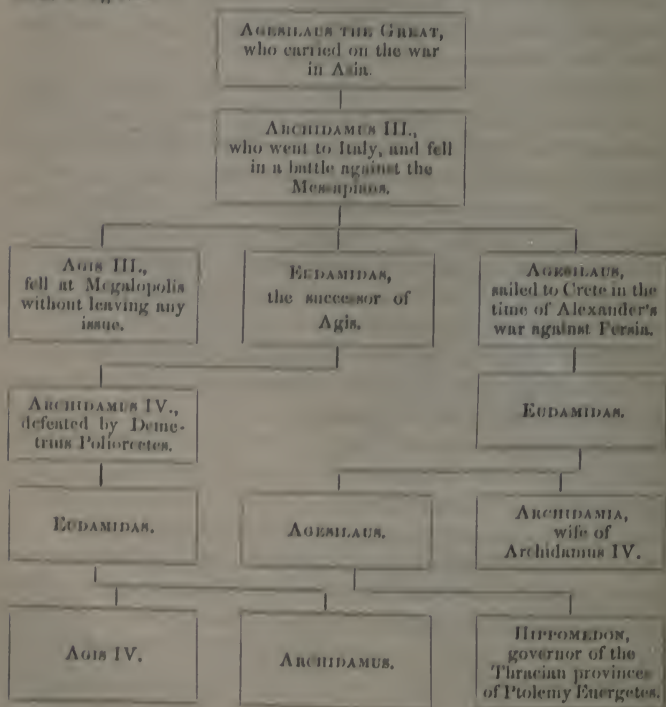 AGESILAUS THE GREAT,
who carried on the war
in Asia.
ARCHIDAMUS III.,
who went to Italy, and fell
in a battle against the
Messapians.
AGIS III.,
fell at Megalopolis
without leaving any
issue.
EUDAMIDAS,
the successor of
Agis.
AGESILAUS,
sailed to Crete in the
time of Alexander's
war against Persia.
ARCHIDAMUS IV.,
defeated by Deme-
trius Poliorcetes.
EUDAMIDAS.
EUDAMIDAS.
AGESILAUS.
ARCHIDAMIA,
wife of
Archidamus IV.
AGIS IV.
ARCHIDAMUS.
HIPPOMEDON,
governor of the
Thracian provinces
of Ptolemy Euergetes.